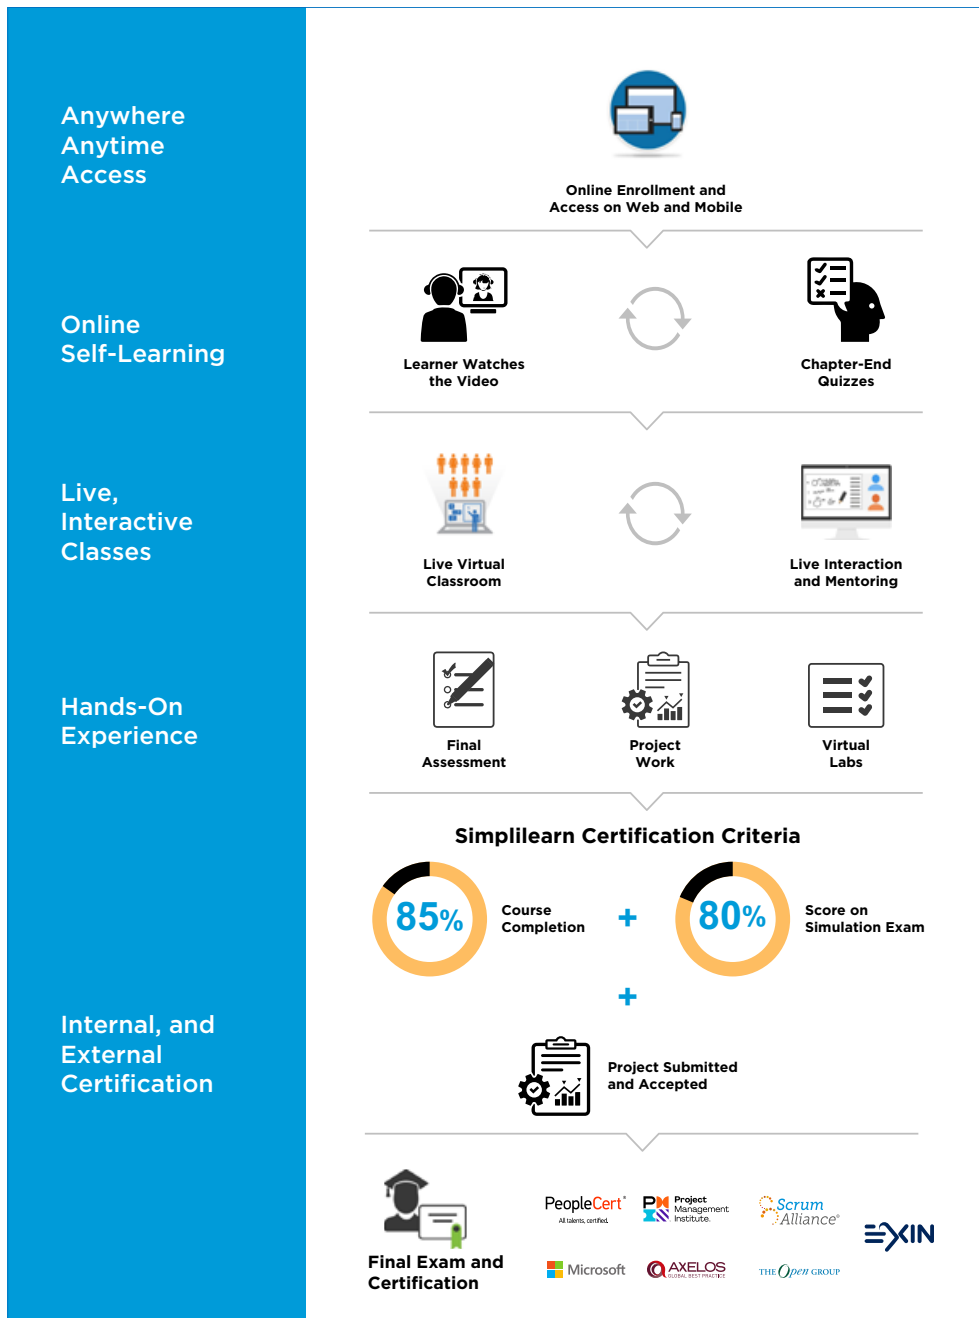 Anywhere
Anytime
Access
Online Enrollment and
Access on Web and Mobile
Online
Self-Learning
Learner Watches
the Video
Chapter-End
Quizzes
Live,
Interactive
Classes
Live Virtual
Classroom
Live Interaction
and Mentoring
Hands-On
Experience
Final
Assessment
Project
Work
Virtual
Labs
Internal, and
External
Certification
Simplilearn Certification Criteria
85%
Course
Completion
+
80%
Score on
Simulation Exam
+
Project Submitted
and Accepted
Final Exam and
Certification
PeopleCert®
All talents, certified.
PM
Project
Management
Institute.
Scrum
Alliance®
EXIN
Microsoft
AXELOS
GLOBAL BEST PRACTICE
THE Open GROUP